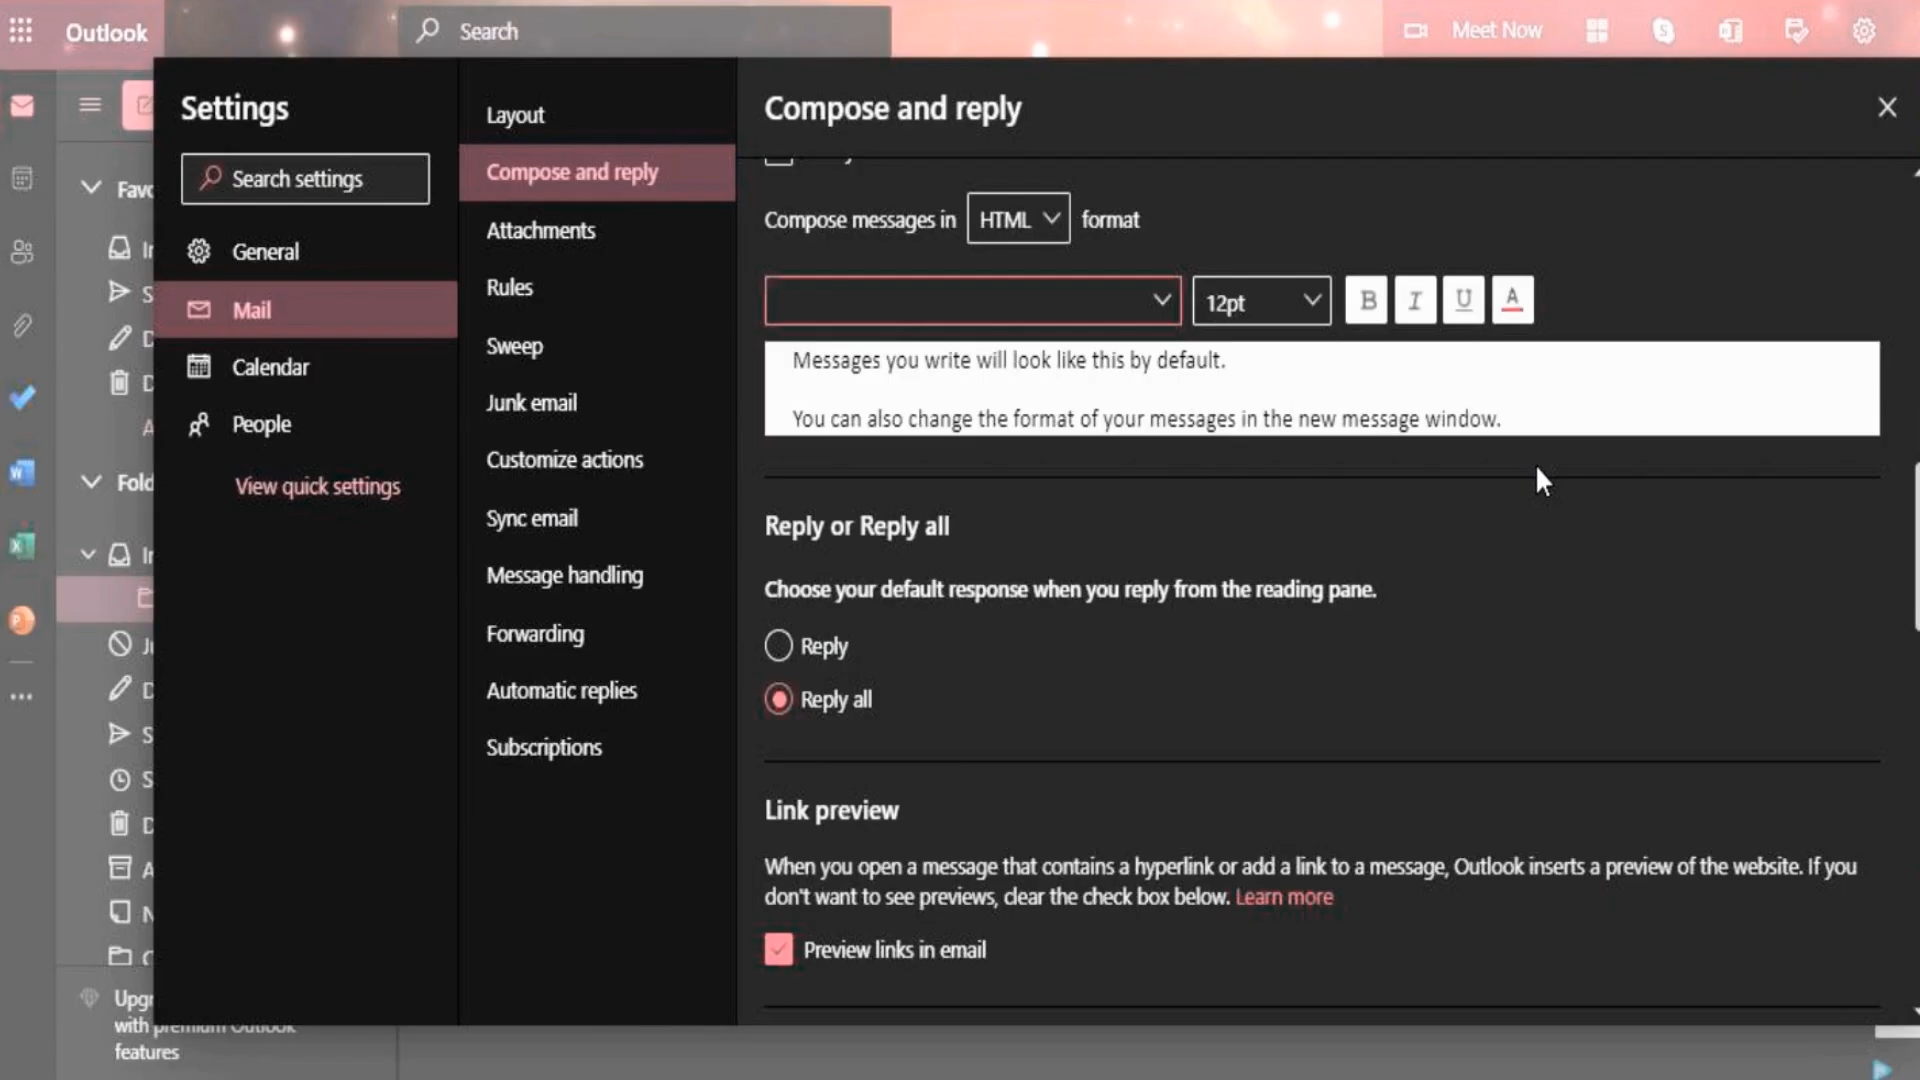 Outlook
Search
Meet Now
Settings
Search settings
General
Mail
Calendar
People
View quick settings
Layout
Compose and reply
Attachments
Rules
Sweep
Junk email
Customize actions
Sync email
Message handling
Forwarding
Automatic replies
Subscriptions
Compose and reply
Compose messages in HTML format
12pt B I U A
Messages you write will look like this by default.
You can also change the format of your messages in the new message window.
Reply or Reply all
Choose your default response when you reply from the reading pane.
Reply
Reply all
Link preview
When you open a message that contains a hyperlink or add a link to a message, Outlook inserts a preview of the website. If you
don't want to see previews, clear the check box below. Learn more
Preview links in email
with premium Outlook
features